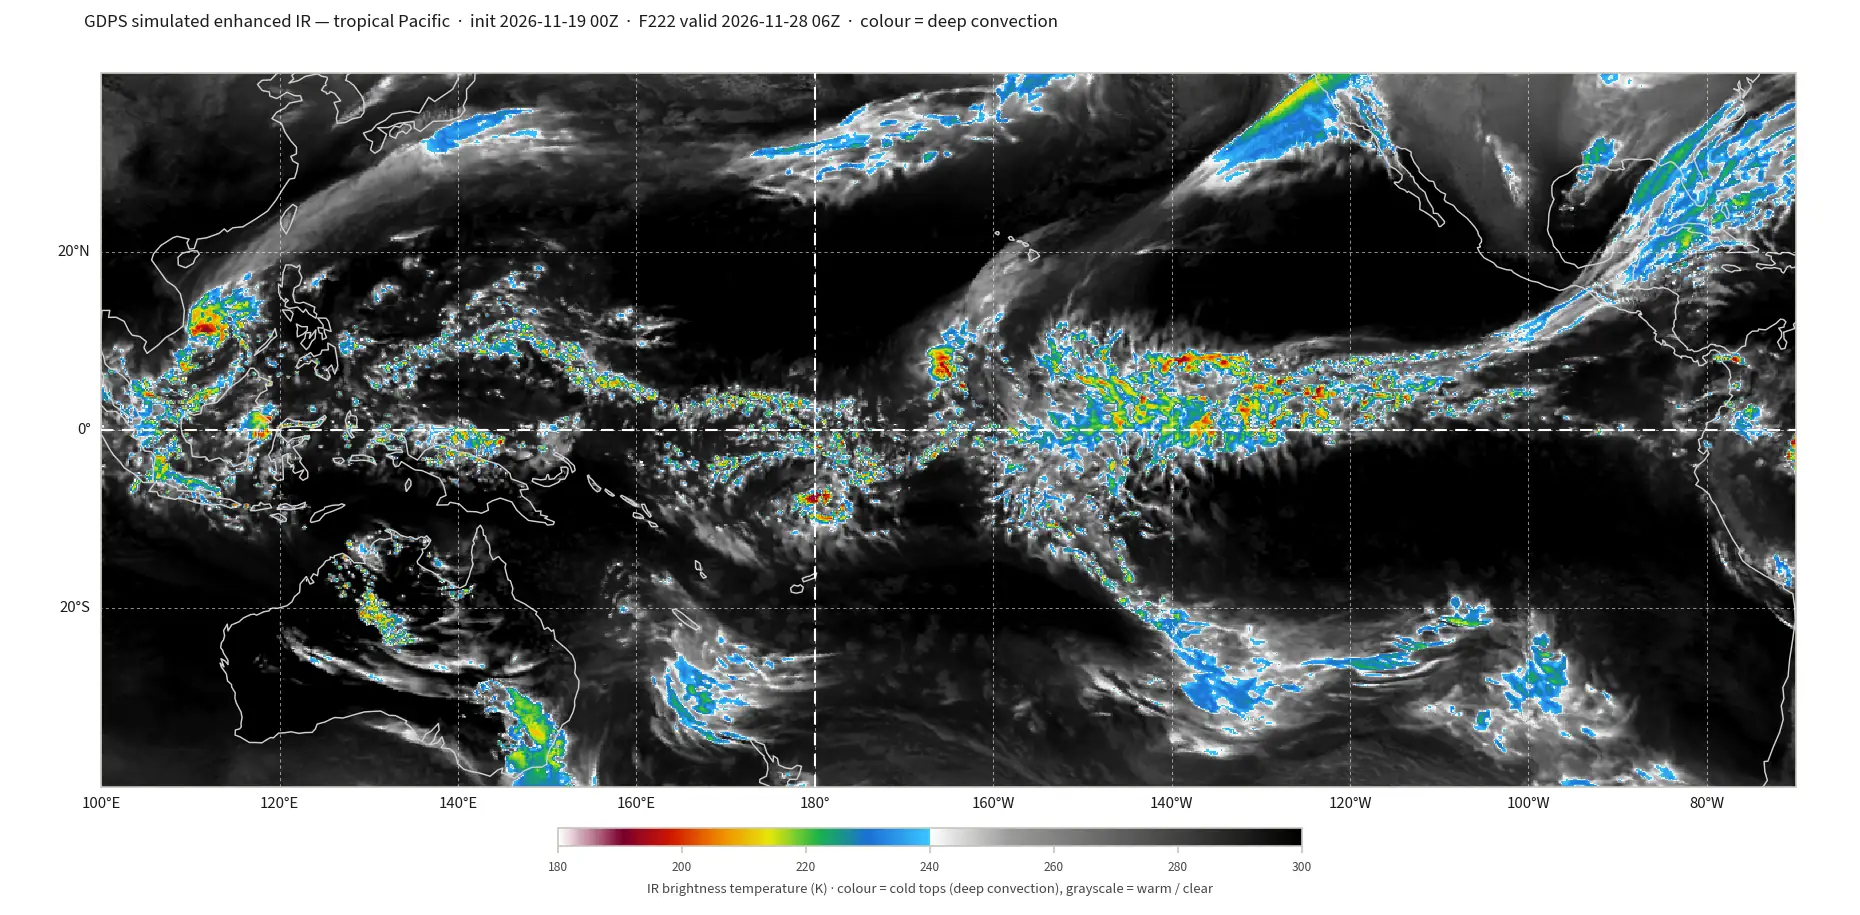 GDPS simulated enhanced IR — tropical Pacific · init 2026-11-19 00Z · F222 valid 2026-11-28 06Z · colour = deep convection
20°N
0°
20°S
100°E 120°E 140°E 160°E 180° 160°W 140°W 120°W 100°W 80°W
180 200 220 240 260 280 300
IR brightness temperature (K) · colour = cold tops (deep convection), grayscale = warm / clear